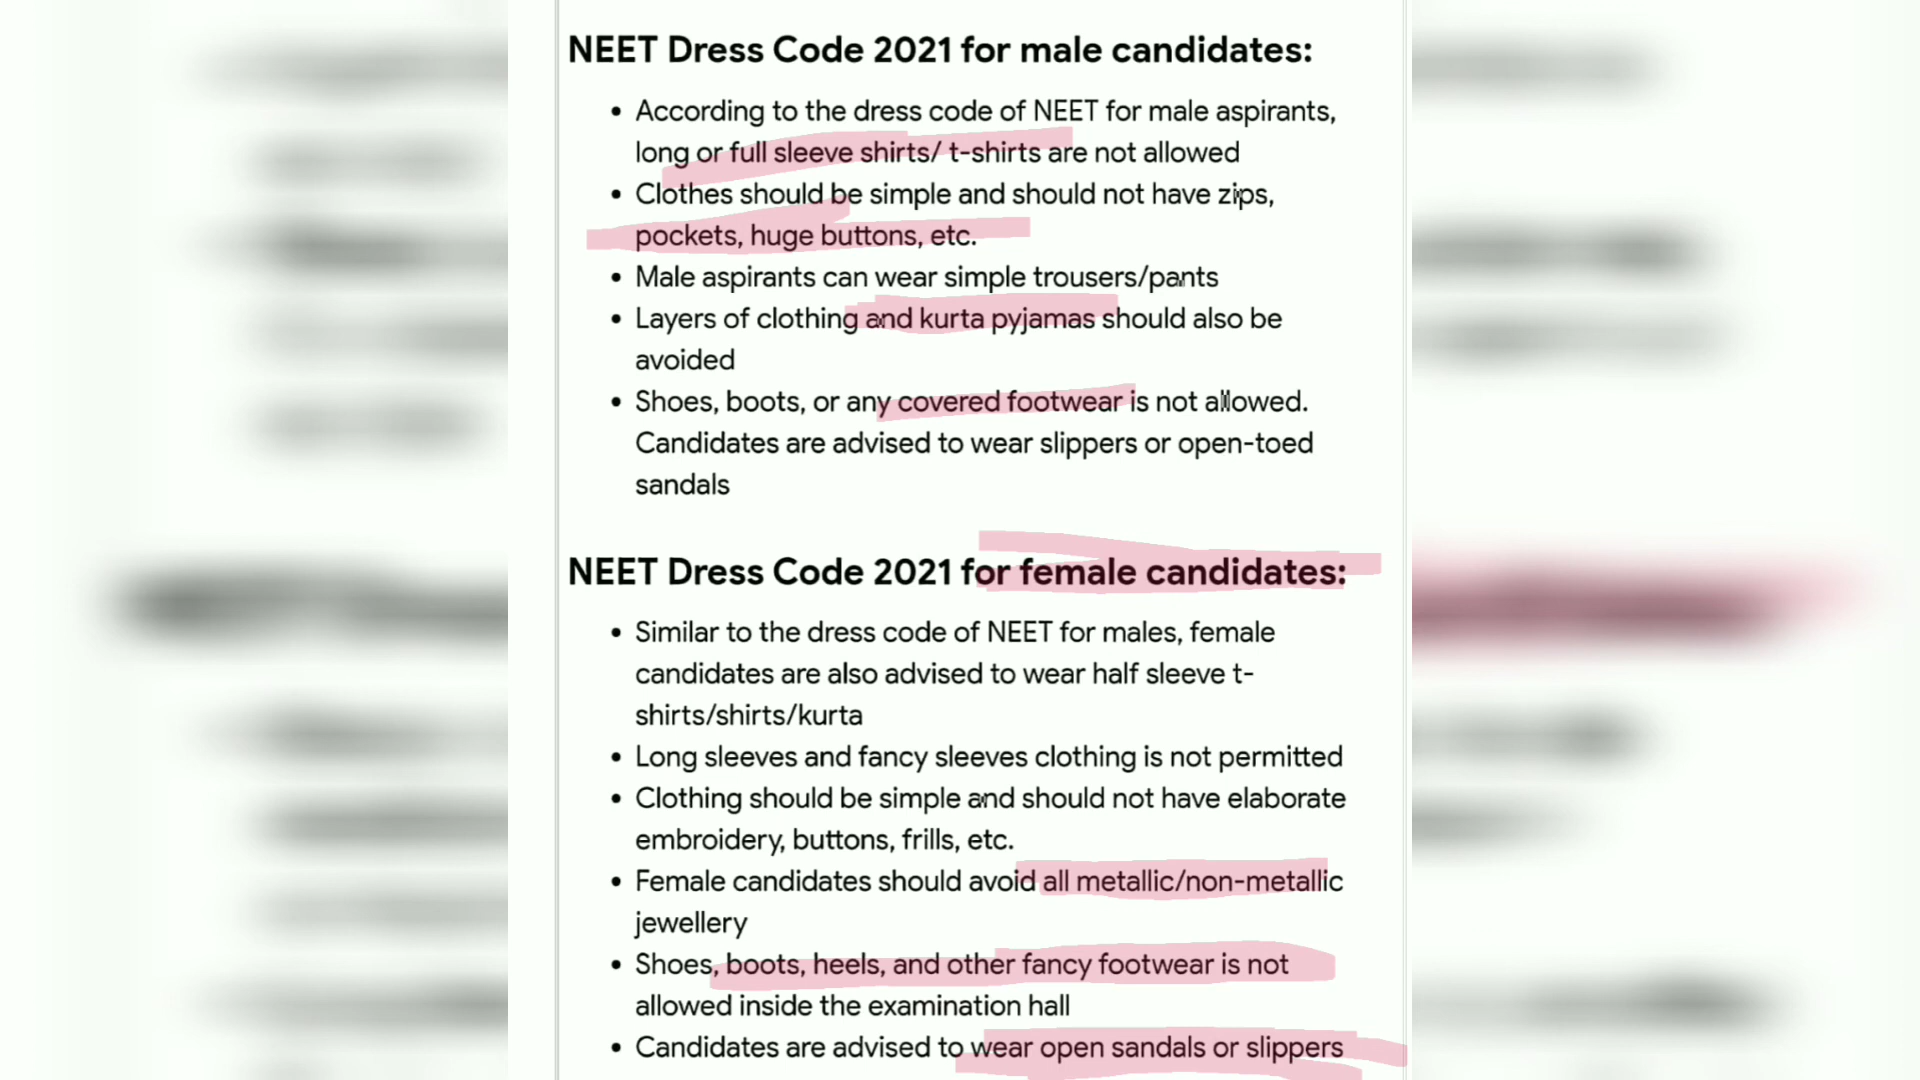 NEET Dress Code 2021 for male candidates:
• According to the dress code of NEET for male aspirants,
long or full sleeve shirts/ t-shirts are not allowed
• Clothes should be simple and should not have zips,
pockets, huge buttons, etc.
• Male aspirants can wear simple trousers/pants
• Layers of clothing and kurta pyjamas should also be
avoided
• Shoes, boots, or any covered footwear is not allowed.
Candidates are advised to wear slippers or open-toed
sandals
NEET Dress Code 2021 for female candidates:
• Similar to the dress code of NEET for males, female
candidates are also advised to wear half sleeve t-
shirts/shirts/kurta
• Long sleeves and fancy sleeves clothing is not permitted
• Clothing should be simple and should not have elaborate
embroidery, buttons, frills, etc.
• Female candidates should avoid all metallic/non-metallic
jewellery
• Shoes, boots, heels, and other fancy footwear is not
allowed inside the examination hall
• Candidates are advised to wear open sandals or slippers